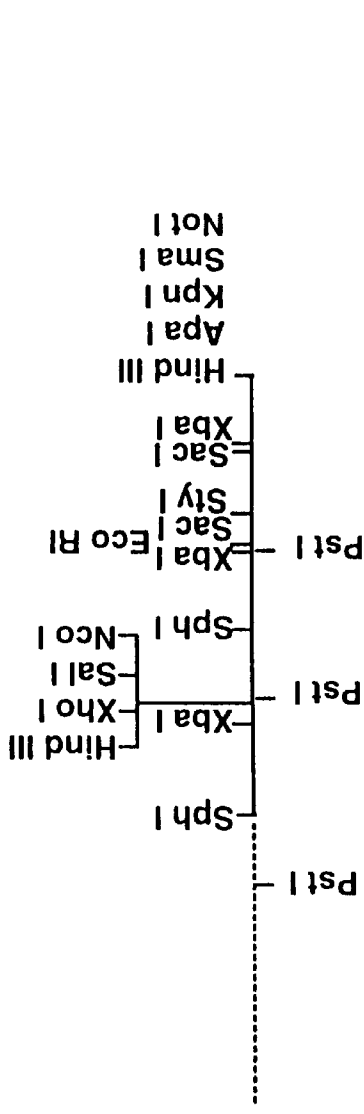 Pst I
Sph I
Hind III
Xba I
Xho I
Pst I
Sal I
Nco I
Sph I
Pst I
Xba I
Eco RI
Sac I
Sty I
Sac I
Xba I
Hind III
Apa I
Kpn I
Sma I
Not I